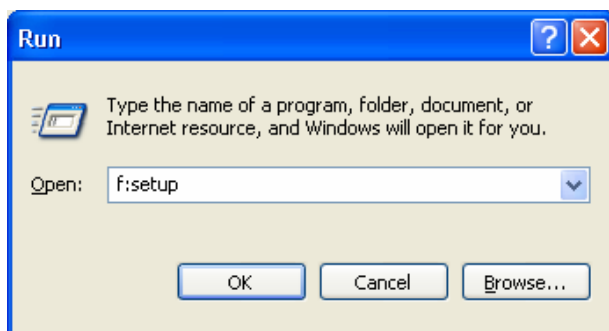 Run
Type the name of a program, folder, document, or
Internet resource, and Windows will open it for you.
Open: f:setup
OK Cancel Browse...